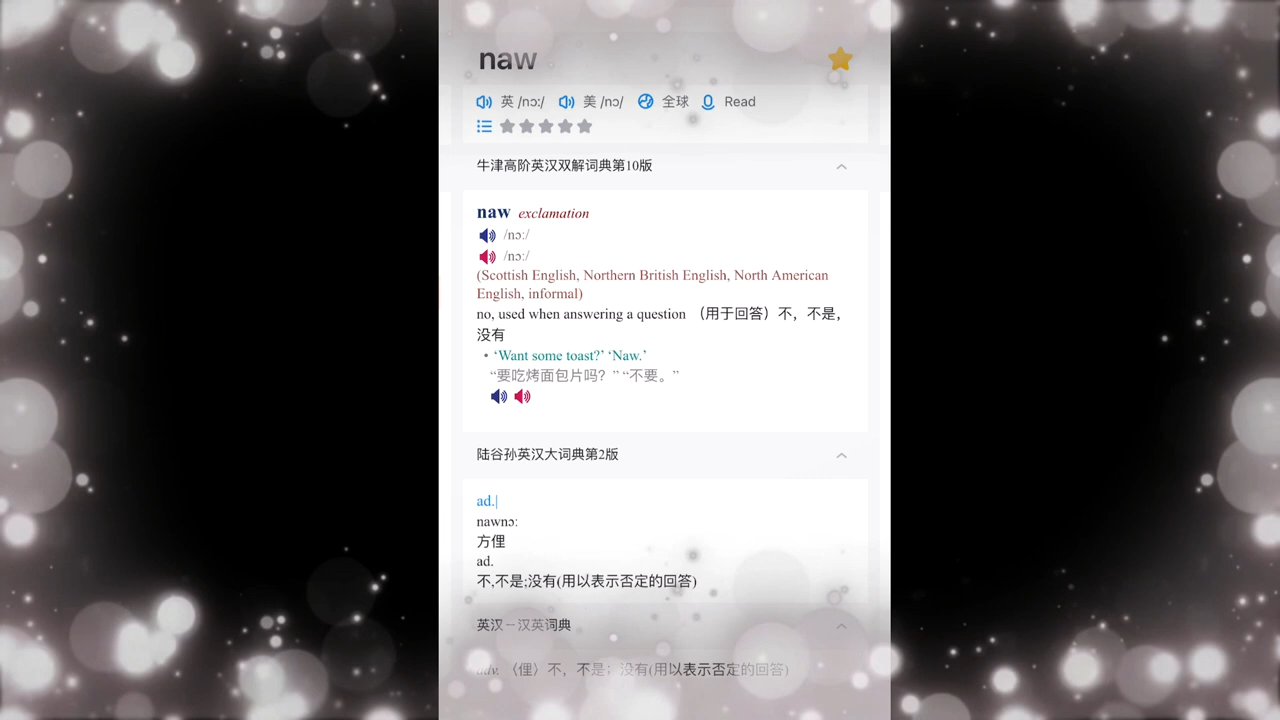 naw
英 /nɔː/ 美 /nɔ/ 全球 Read
牛津高阶英汉双解词典第10版
naw exclamation
/nɔː/
/nɔː/
(Scottish English, Northern British English, North American
English, informal)
no, used when answering a question （用于回答）不，不是，
没有
• ‘Want some toast?’ ‘Naw.’
“要吃烤面包片吗？” “不要。”
陆谷孙英汉大词典第2版
ad.|
nawnɔː
方俚
ad.
不,不是;没有(用以表示否定的回答)
英汉－汉英词典
adv. 〈俚〉不，不是；没有(用以表示否定的回答)